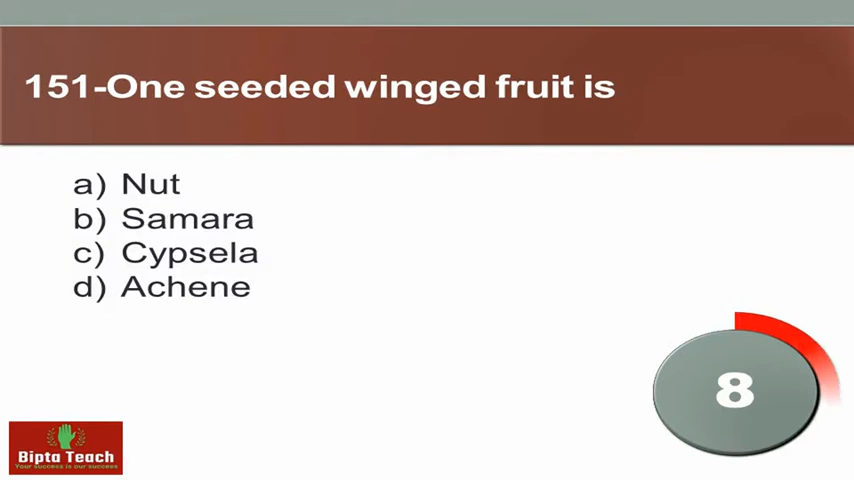 151-One seeded winged fruit is
a) Nut
b) Samara
c) Cypsela
d) Achene
8
Bipta Teach
Your success is our success